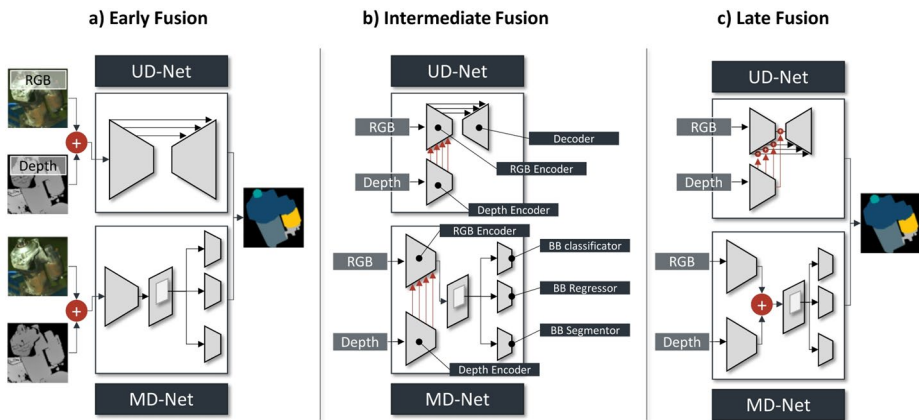 a) Early Fusion
UD-Net
RGB
+
Depth
+
MD-Net
b) Intermediate Fusion
UD-Net
RGB
Decoder
RGB Encoder
Depth
Depth Encoder
RGB Encoder
BB classificator
RGB
BB Regressor
Depth
BB Segmentor
Depth Encoder
MD-Net
c) Late Fusion
UD-Net
RGB
Depth
RGB
+
Depth
MD-Net